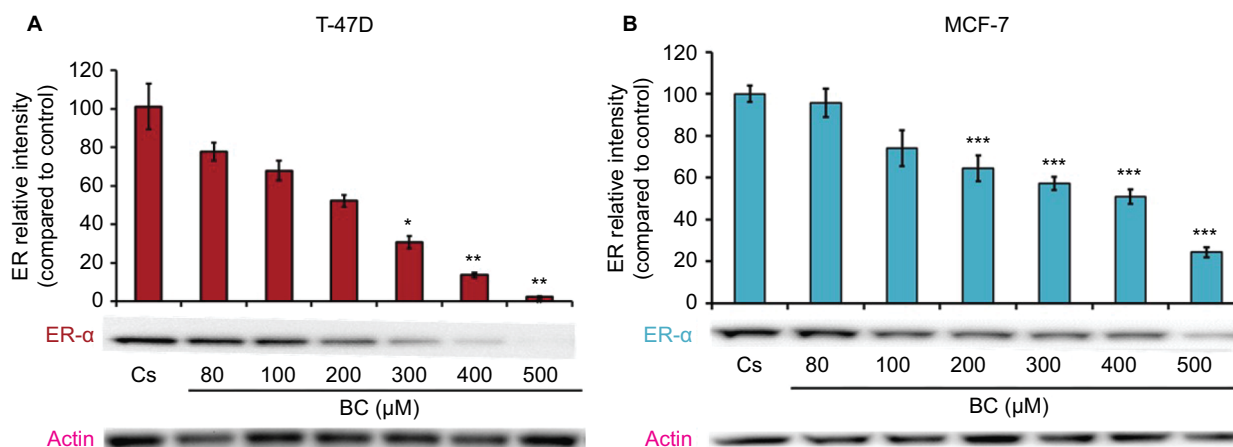 A
T-47D
ER relative intensity
(compared to control)
120
100
80
60
40
20
0
*
**
**
ER-α
Cs
80 100 200 300 400 500
BC (µM)
Actin
B
MCF-7
ER relative intensity
(compared to control)
120
100
80
60
40
20
0
***
***
***
***
ER-α
Cs
80 100 200 300 400 500
BC (µM)
Actin